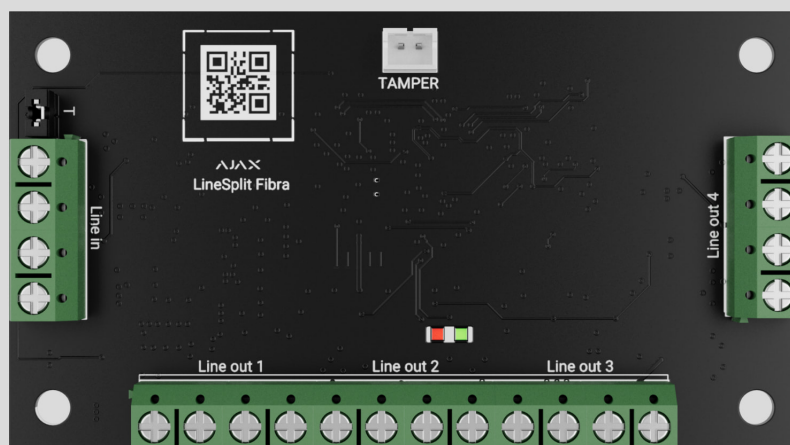 TAMPER
AJAX
LineSplit Fibra
T
Line in
Line out 4
Line out 1
Line out 2
Line out 3